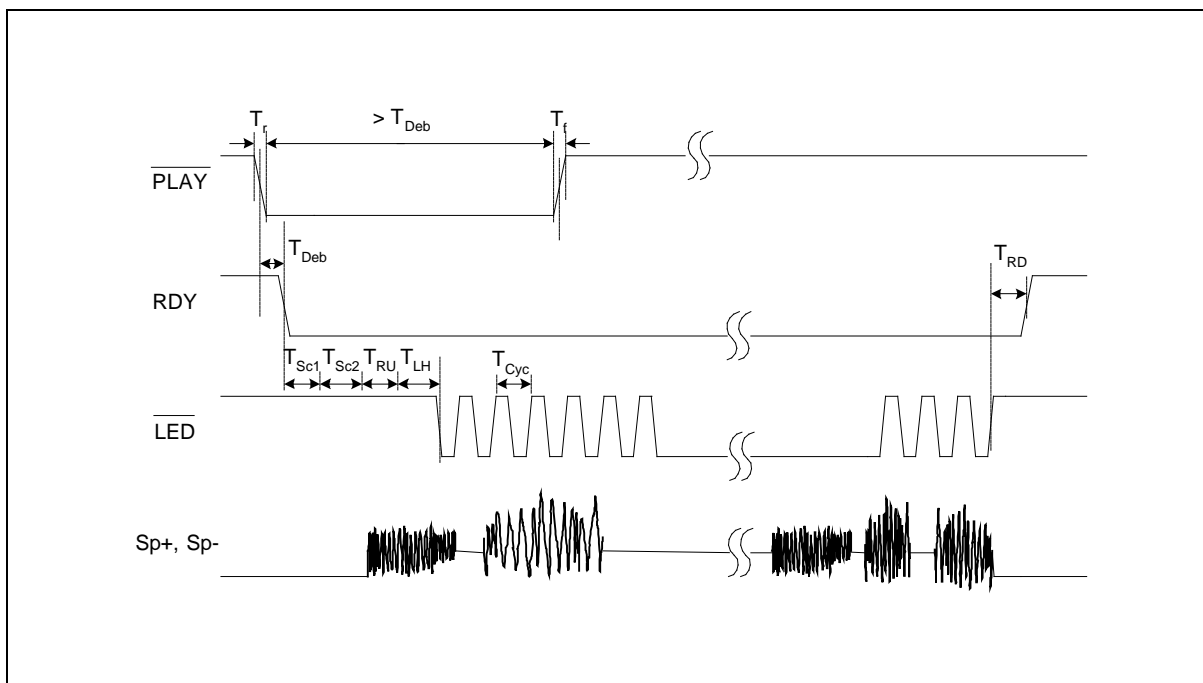 Tr > TDeb Tf
PLAY
TDeb
TRD
RDY
TSc1 TSc2 TRU TLH
TCyc
LED
Sp+, Sp-